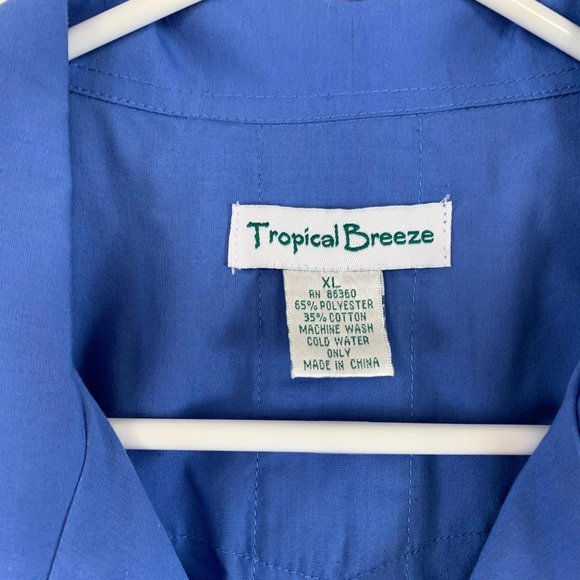 Tropical Breeze
XL
RN 86360
65% POLYESTER
35% COTTON
MACHINE WASH
COLD WATER
ONLY
MADE IN CHINA